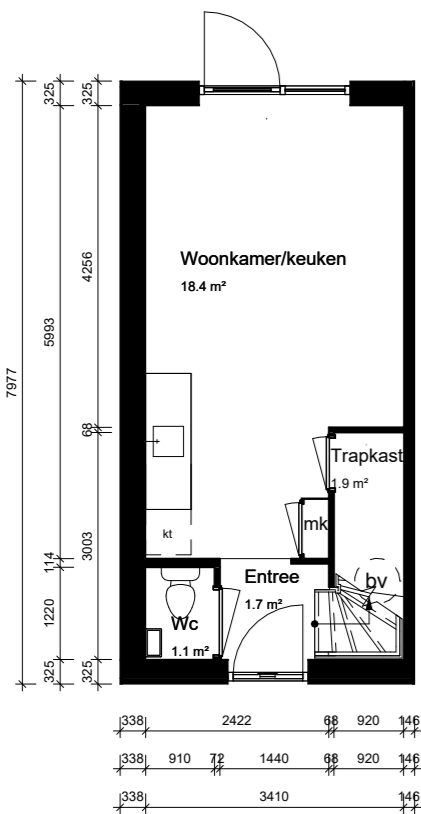 325
325
4256
5993
7977
68
3003
114
1220
325
325
Woonkamer/keuken
18.4 m²
Trapkast
1.9 m²
mk
kt
Entree
1.7 m²
bv
Wc
1.1 m²
338 2422 68 920 146
338 910 72 1440 68 920 146
338 3410 146